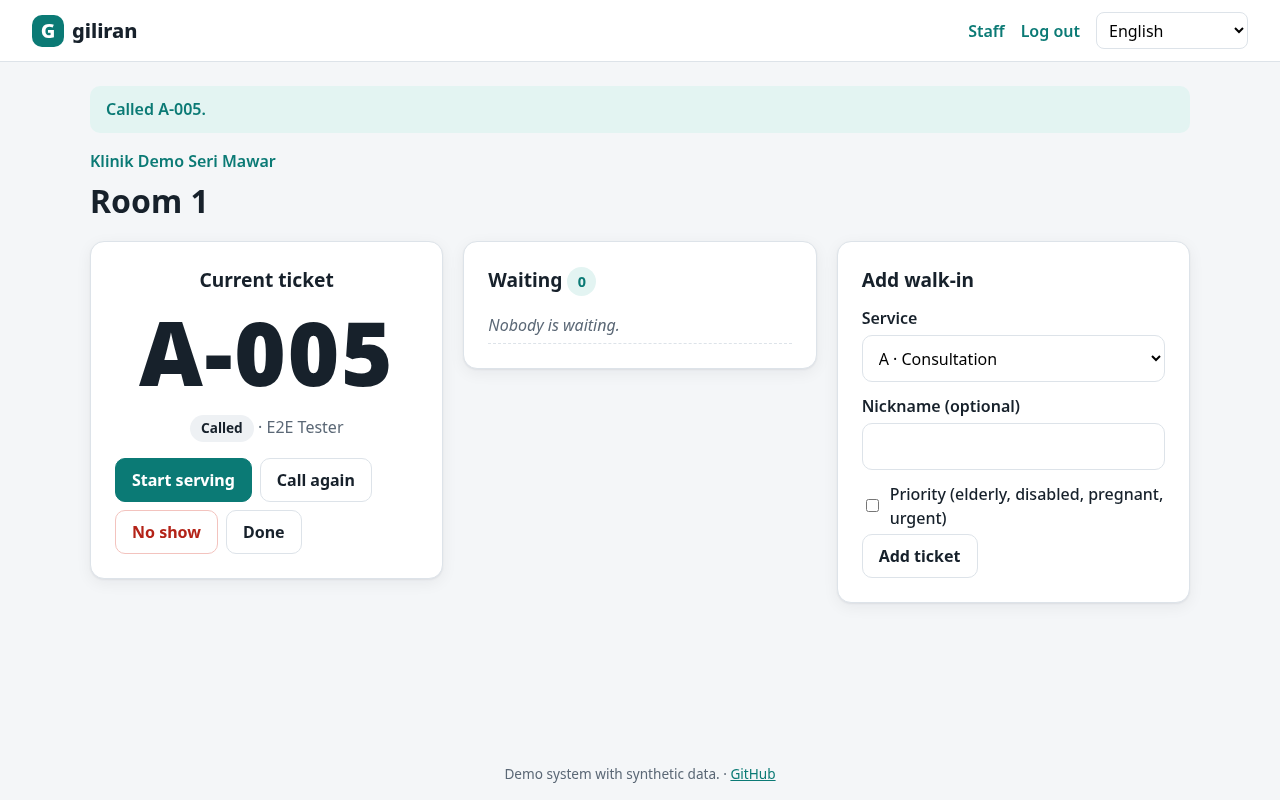 G giliran
Staff
Log out
English
Called A-005.
Klinik Demo Seri Mawar
Room 1
Current ticket
A-005
Called · E2E Tester
Start serving
Call again
No show
Done
Waiting 0
Nobody is waiting.
Add walk-in
Service
A · Consultation
Nickname (optional)
Priority (elderly, disabled, pregnant,
urgent)
Add ticket
Demo system with synthetic data. · GitHub